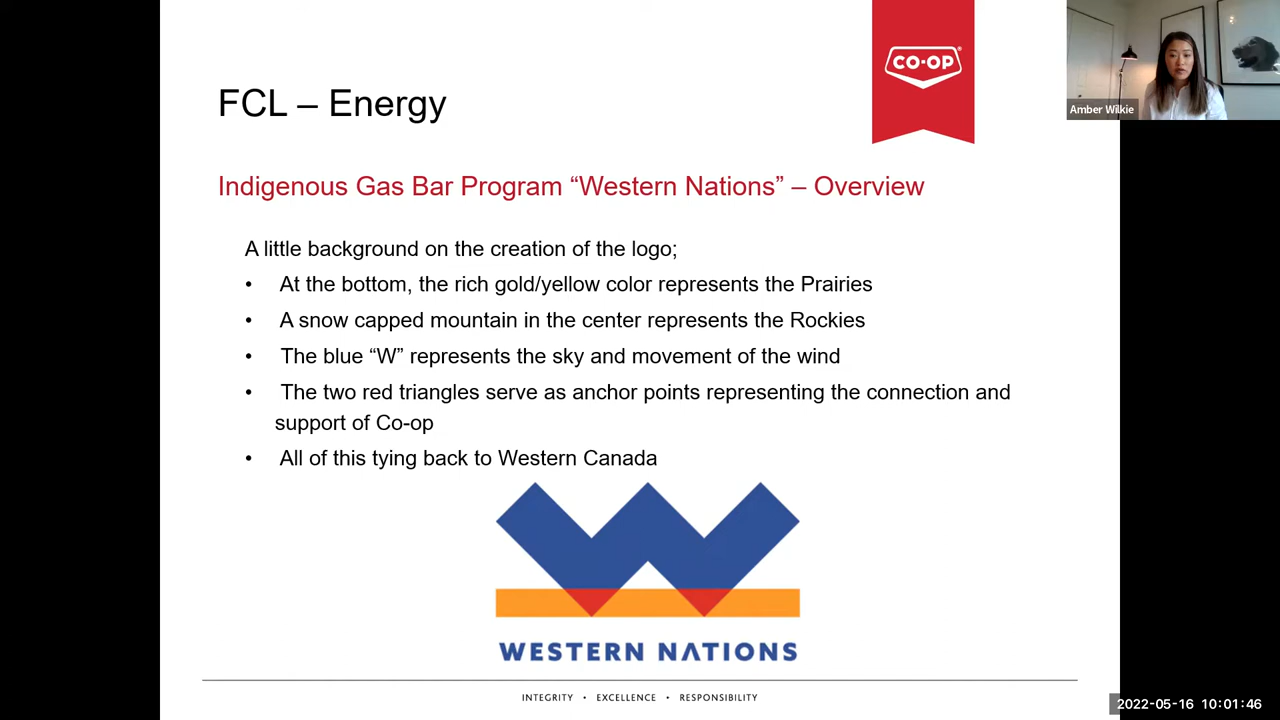 CO-OP
Amber Wilkie
FCL – Energy
Indigenous Gas Bar Program “Western Nations” – Overview
A little background on the creation of the logo;
• At the bottom, the rich gold/yellow color represents the Prairies
• A snow capped mountain in the center represents the Rockies
• The blue “W” represents the sky and movement of the wind
• The two red triangles serve as anchor points representing the connection and
support of Co-op
• All of this tying back to Western Canada
WESTERN NATIONS
INTEGRITY • EXCELLENCE • RESPONSIBILITY
2022-05-16 10:01:46